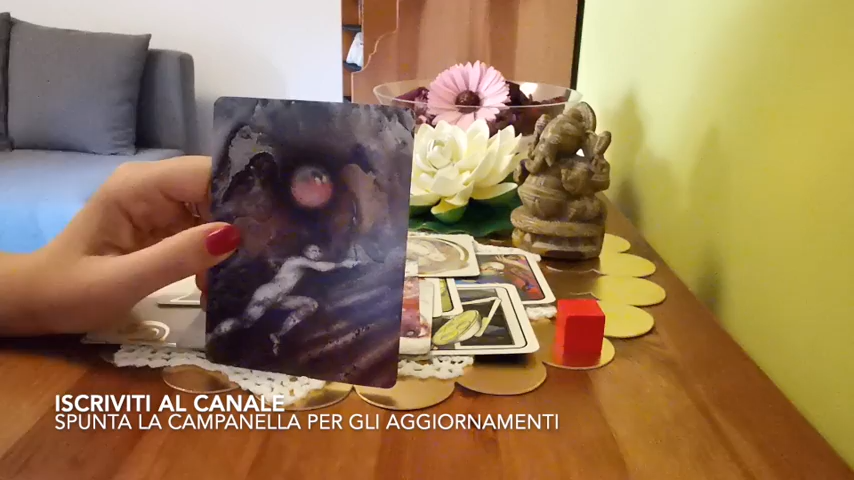 ISCRIVITI AL CANALE
SPUNTA LA CAMPANELLA PER GLI AGGIORNAMENTI